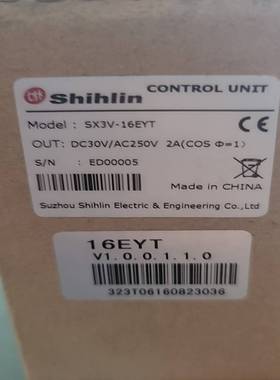 Shihlin CONTROL UNIT
Model : SX3V-16EYT
OUT: DC30V/AC250V 2A(COS Φ=1)
S/N : ED00005
Made in CHINA
Suzhou Shihlin Electric & Engineering Co.,Ltd
16EYT
V1.0.0.1.1.0
323T06160823036